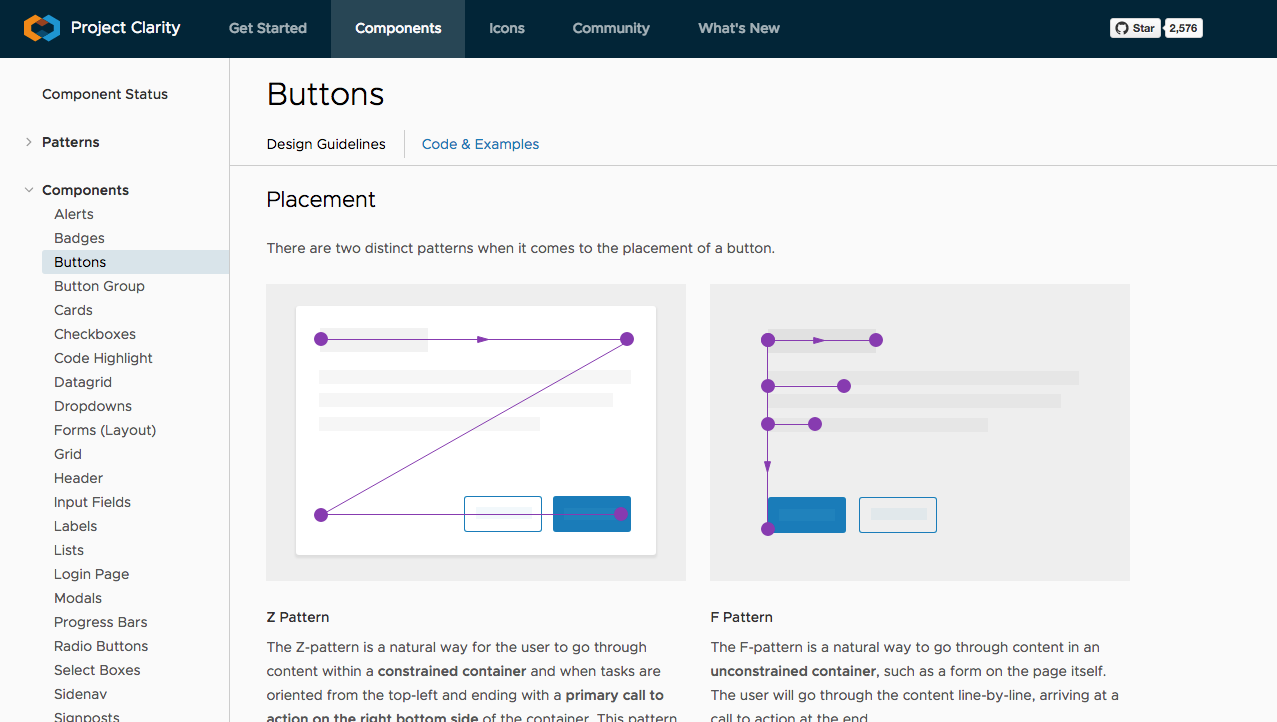 Project Clarity
Get Started
Components
Icons
Community
What's New
Star
2,576
Component Status
Patterns
Components
Alerts
Badges
Buttons
Button Group
Cards
Checkboxes
Code Highlight
Datagrid
Dropdowns
Forms (Layout)
Grid
Header
Input Fields
Labels
Lists
Login Page
Modals
Progress Bars
Radio Buttons
Select Boxes
Sidenav
Signposts
Buttons
Design Guidelines
Code & Examples
Placement
There are two distinct patterns when it comes to the placement of a button.
Z Pattern
The Z-pattern is a natural way for the user to go through
content within a constrained container and when tasks are
oriented from the top-left and ending with a primary call to
action on the right bottom side of the container. This pattern
F Pattern
The F-pattern is a natural way to go through content in an
unconstrained container, such as a form on the page itself.
The user will go through the content line-by-line, arriving at a
call to action at the end.